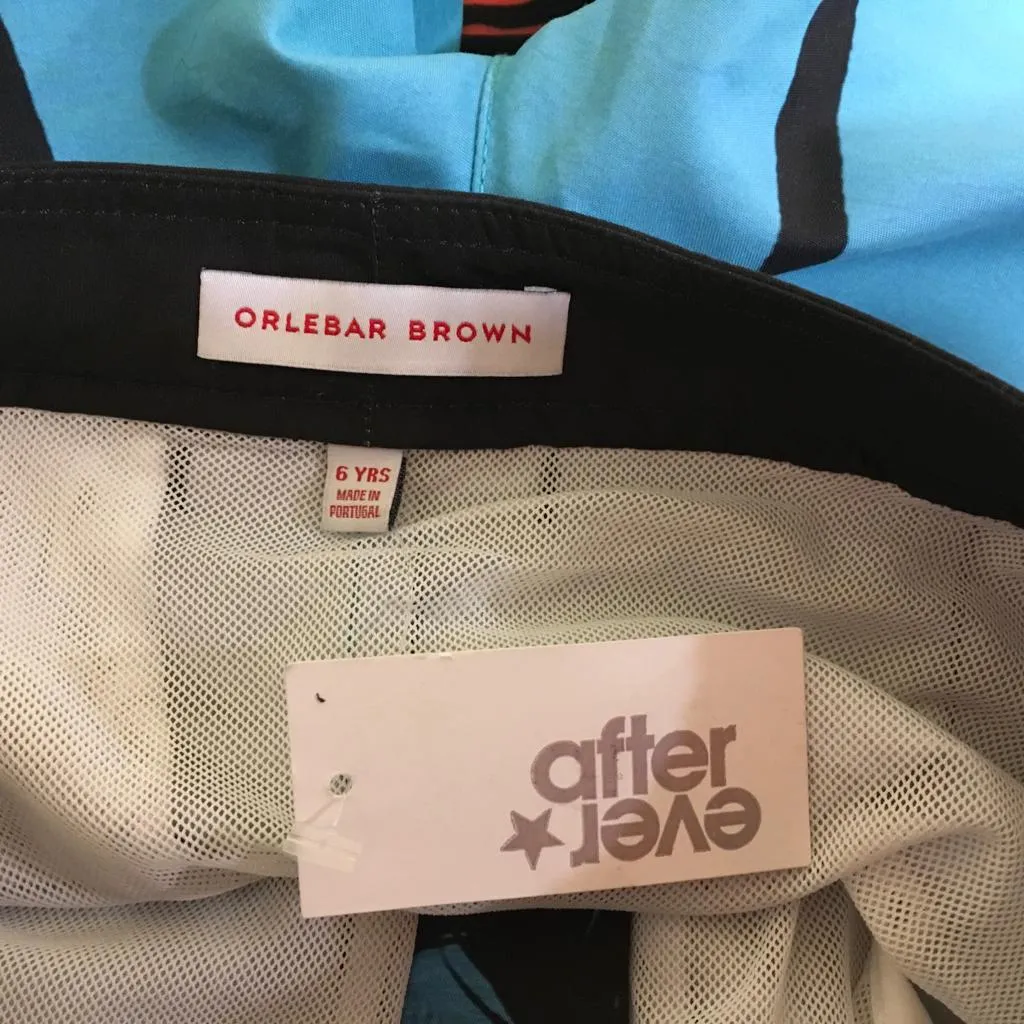 ORLEBAR BROWN
6 YRS
MADE IN
PORTUGAL
after
ever